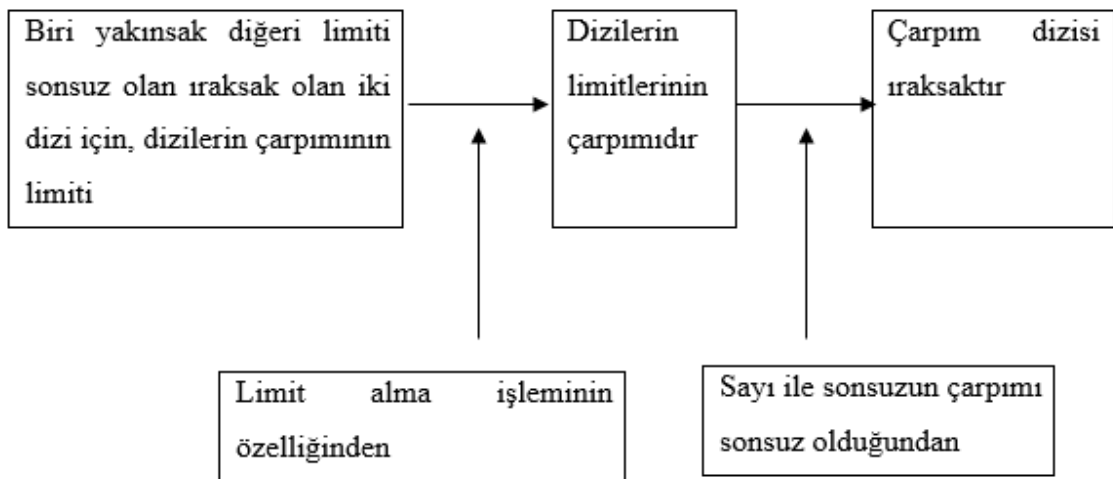 Biri yakınsak diğeri limiti
sonsuz olan ıraksak olan iki
dizi için, dizilerin çarpımının
limiti
Dizilerin
limitlerinin
çarpımıdır
Çarpım dizisi
ıraksaktır
Limit alma işleminin
özelliğinden
Sayı ile sonsuzun çarpımı
sonsuz olduğundan